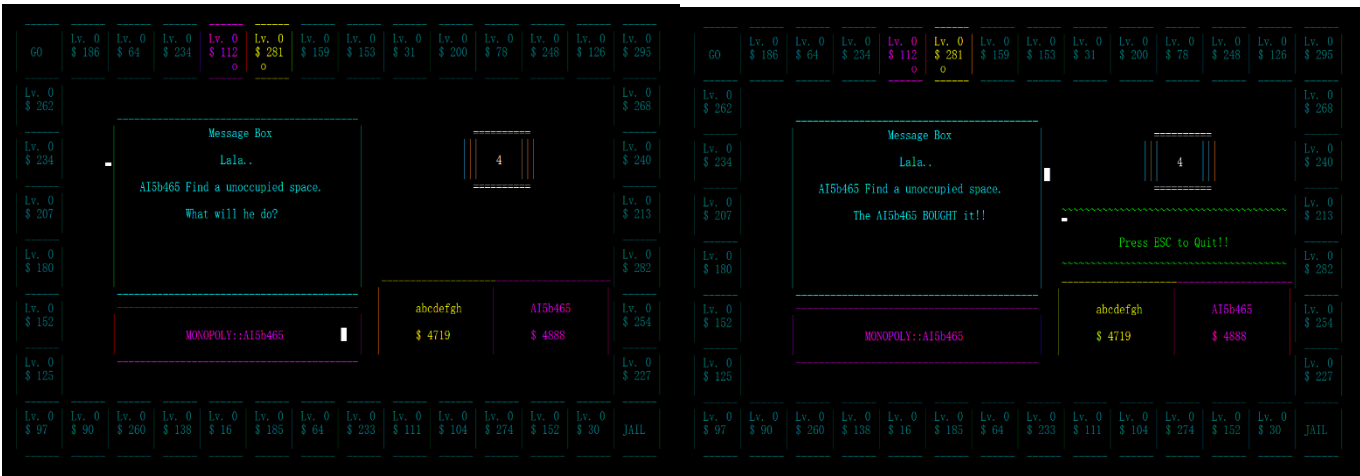 Lv. 0 Lv. 0 Lv. 0 Lv. 0 Lv. 0 Lv. 0 Lv. 0 Lv. 0 Lv. 0 Lv. 0 Lv. 0 Lv. 0 Lv. 0
GO $ 186 $ 64 $ 234 $ 112 $ 281 $ 159 $ 153 $ 31 $ 200 $ 78 $ 248 $ 126 $ 295
o o
Lv. 0 Lv. 0
$ 262 $ 268
Message Box
Lv. 0 Lala.. 4 Lv. 0
$ 234 $ 240
AI5b465 Find a unoccupied space.
Lv. 0 What will he do? Lv. 0
$ 207 $ 213
Lv. 0 Lv. 0
$ 180 $ 282
Lv. 0 abcdefgh AI5b465 Lv. 0
$ 152 $ 254
MONOPOLY::AI5b465 $ 4719 $ 4888
Lv. 0 Lv. 0
$ 125 $ 227
Lv. 0 Lv. 0 Lv. 0 Lv. 0 Lv. 0 Lv. 0 Lv. 0 Lv. 0 Lv. 0 Lv. 0 Lv. 0 Lv. 0 Lv. 0
$ 97 $ 90 $ 260 $ 138 $ 16 $ 185 $ 64 $ 233 $ 111 $ 104 $ 274 $ 152 $ 30 JAIL
Lv. 0 Lv. 0 Lv. 0 Lv. 0 Lv. 0 Lv. 0 Lv. 0 Lv. 0 Lv. 0 Lv. 0 Lv. 0 Lv. 0 Lv. 0
GO $ 186 $ 64 $ 234 $ 112 $ 281 $ 159 $ 153 $ 31 $ 200 $ 78 $ 248 $ 126 $ 295
o o
Lv. 0 Lv. 0
$ 262 $ 268
Message Box
Lv. 0 Lala.. 4 Lv. 0
$ 234 $ 240
AI5b465 Find a unoccupied space.
Lv. 0 The AI5b465 BOUGHT it!! Lv. 0
$ 207 $ 213
Press ESC to Quit!!
Lv. 0 Lv. 0
$ 180 $ 282
Lv. 0 abcdefgh AI5b465 Lv. 0
$ 152 $ 254
MONOPOLY::AI5b465 $ 4719 $ 4888
Lv. 0 Lv. 0
$ 125 $ 227
Lv. 0 Lv. 0 Lv. 0 Lv. 0 Lv. 0 Lv. 0 Lv. 0 Lv. 0 Lv. 0 Lv. 0 Lv. 0 Lv. 0 Lv. 0
$ 97 $ 90 $ 260 $ 138 $ 16 $ 185 $ 64 $ 233 $ 111 $ 104 $ 274 $ 152 $ 30 JAIL